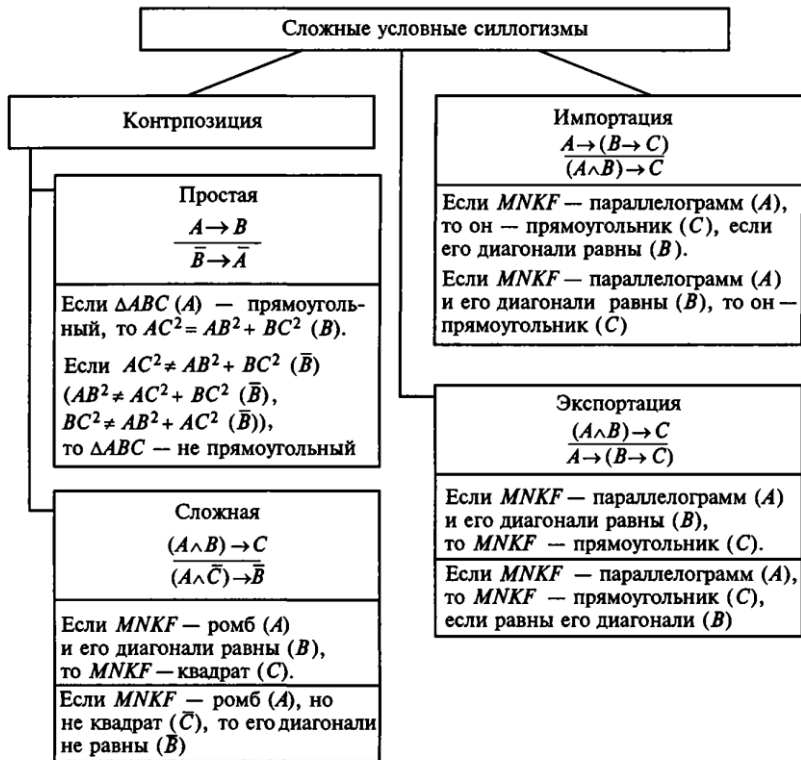 Сложные условные силлогизмы
Контрпозиция
Простая
A → B
B̅ → A̅
Если ΔABC (A) — прямоуголь-
ный, то AC² = AB² + BC² (B).
Если AC² ≠ AB² + BC² (B̅)
(AB² ≠ AC² + BC² (B̅),
BC² ≠ AB² + AC² (B̅)),
то ΔABC — не прямоугольный
Сложная
(A∧B) → C
(A∧C̅) → B̅
Если MNKF — ромб (A)
и его диагонали равны (B),
то MNKF — квадрат (C).
Если MNKF — ромб (A), но
не квадрат (C̅), то его диагонали
не равны (B̅)
Импортация
A → (B → C)
(A∧B) → C
Если MNKF — параллелограмм (A),
то он — прямоугольник (C), если
его диагонали равны (B).
Если MNKF — параллелограмм (A)
и его диагонали равны (B), то он —
прямоугольник (C)
Экспортация
(A∧B) → C
A → (B → C)
Если MNKF — параллелограмм (A)
и его диагонали равны (B),
то MNKF — прямоугольник (C).
Если MNKF — параллелограмм (A),
то MNKF — прямоугольник (C),
если равны его диагонали (B)